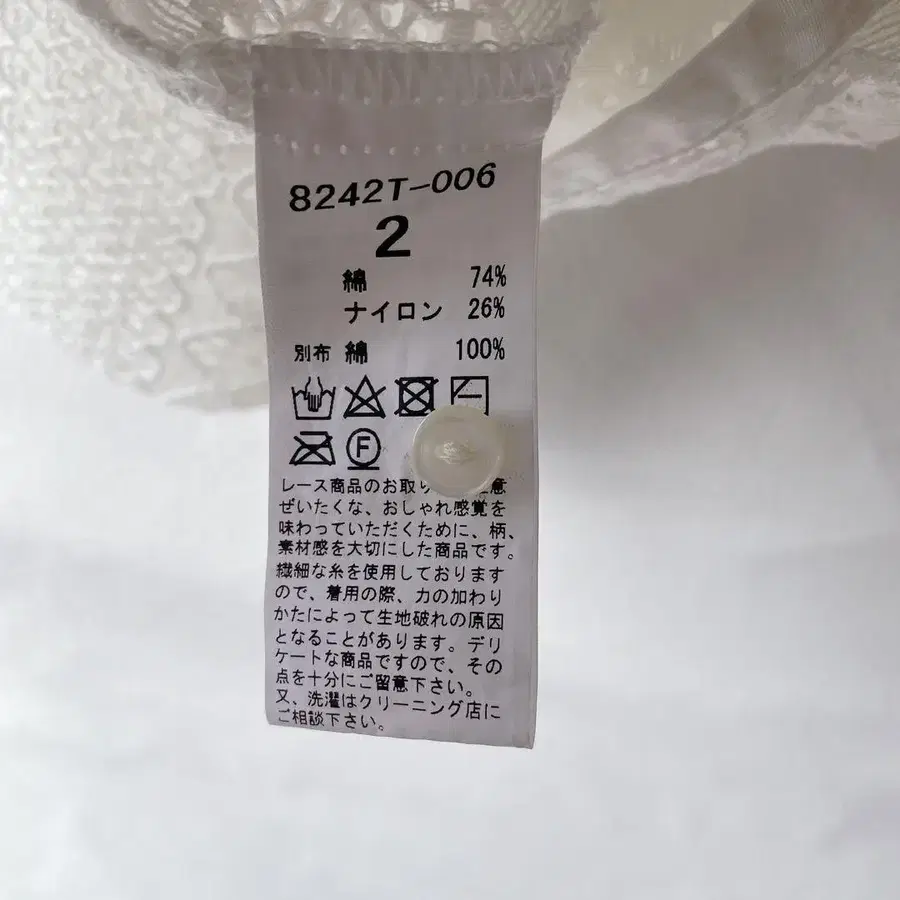 8242T-006
2
綿 74%
ナイロン 26%
別布 綿 100%
F
レース商品のお取り 意
ぜいたくな、おしゃれ感覚を
味わっていただくために、柄、
素材感を大切にした商品です。
繊細な糸を使用しております
ので、着用の際、力の加わり
かたによって生地破れの原因
となることがあります。デリ
ケートな商品ですので、その
点を十分にご留意下さい。
又、洗濯はクリーニング店に
ご相談下さい。